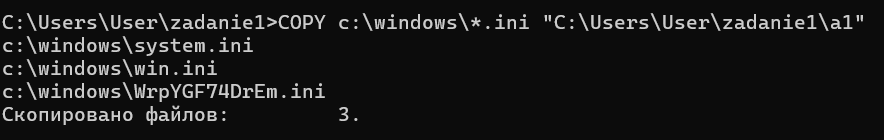 C:\Users\User\zadanie1>COPY c:\windows\*.ini "C:\Users\User\zadanie1\a1"
c:\windows\system.ini
c:\windows\win.ini
c:\windows\WrpYGF74DrEm.ini
Скопировано файлов:         3.